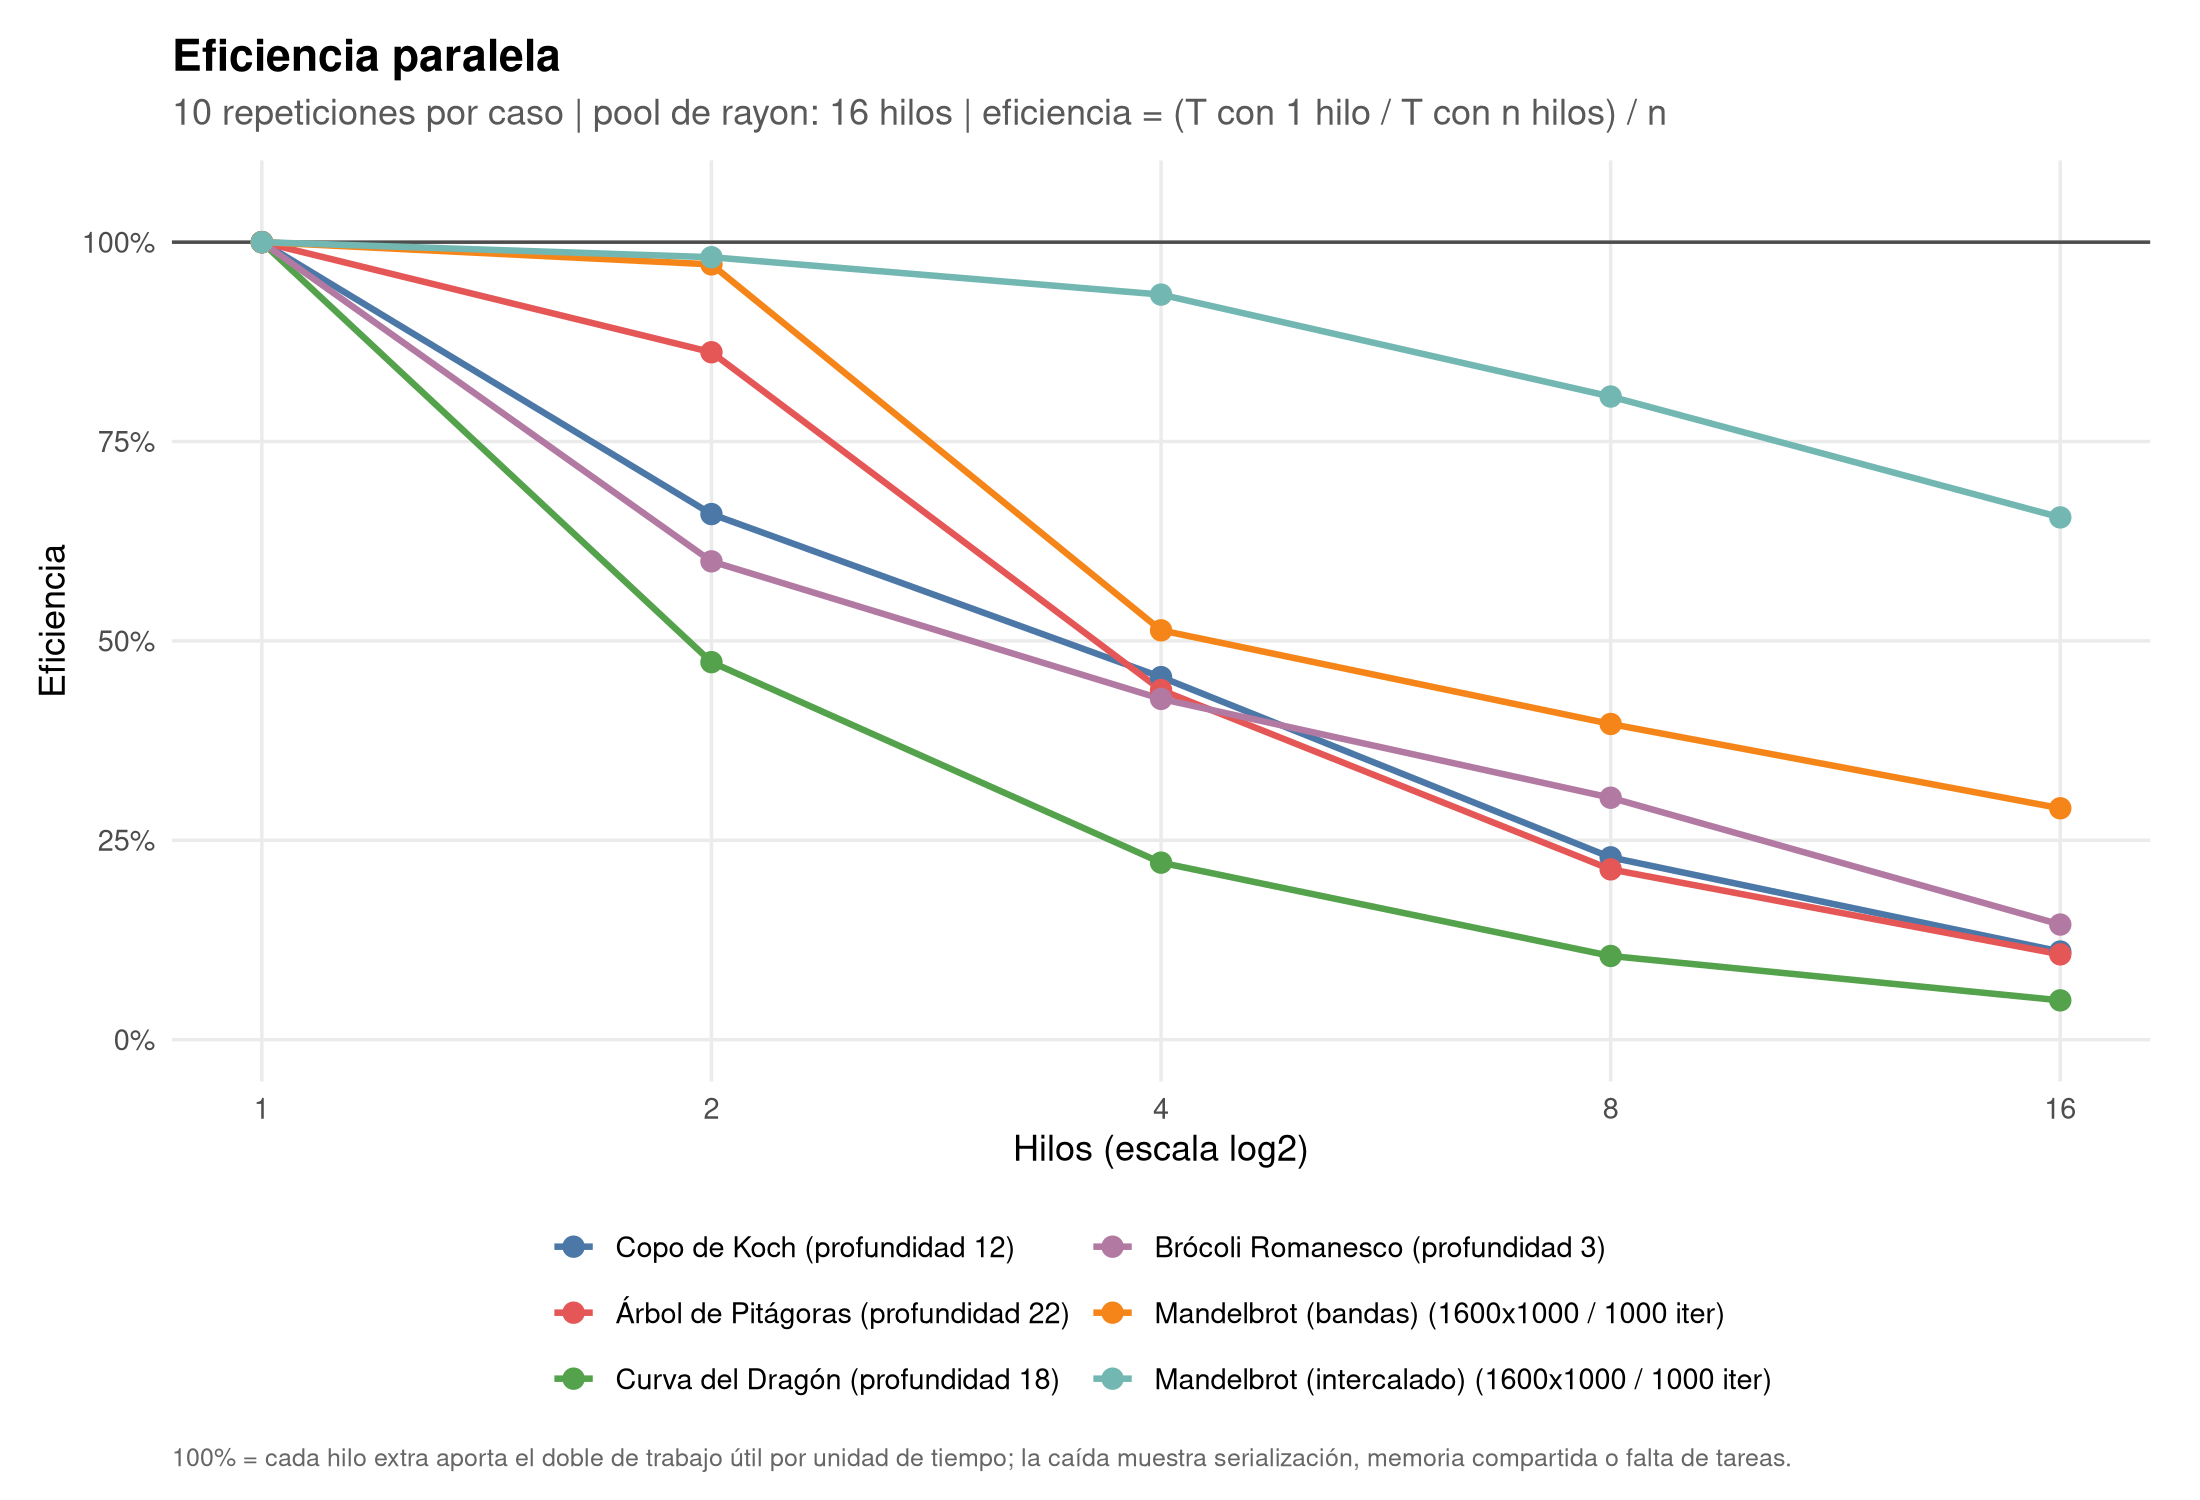 Eficiencia paralela
10 repeticiones por caso | pool de rayon: 16 hilos | eficiencia = (T con 1 hilo / T con n hilos) / n
Eficiencia
100%
75%
50%
25%
0%
1 2 4 8 16
Hilos (escala log2)
Copo de Koch (profundidad 12)
Árbol de Pitágoras (profundidad 22)
Curva del Dragón (profundidad 18)
Brócoli Romanesco (profundidad 3)
Mandelbrot (bandas) (1600x1000 / 1000 iter)
Mandelbrot (intercalado) (1600x1000 / 1000 iter)
100% = cada hilo extra aporta el doble de trabajo útil por unidad de tiempo; la caída muestra serialización, memoria compartida o falta de tareas.